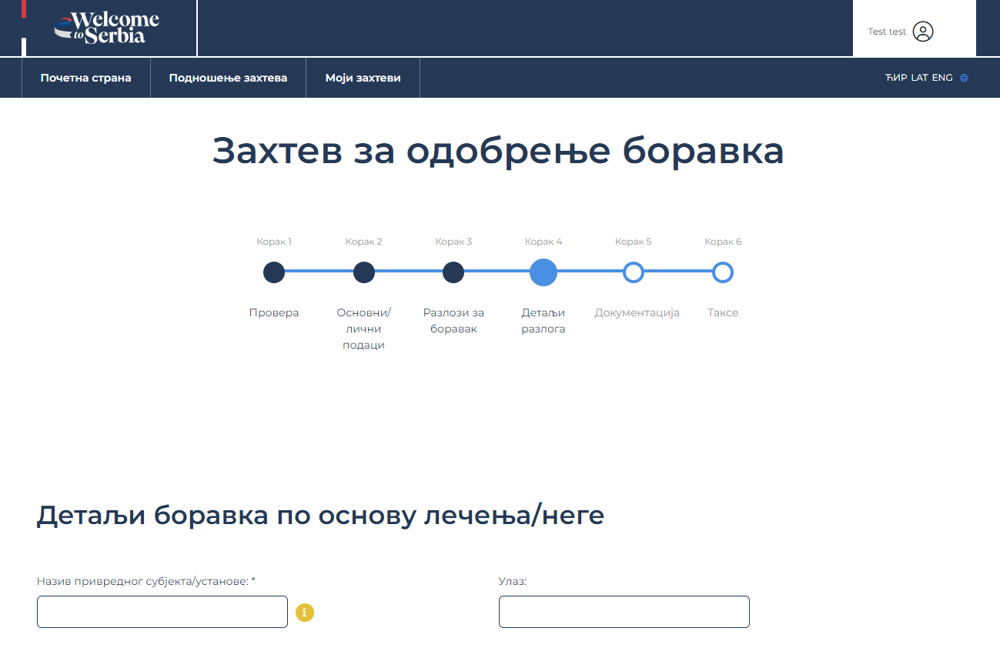 Welcome
to Serbia
Test test
Почетна страна
Подношење захтева
Моји захтеви
ЋИР LAT ENG
Захтев за одобрење боравка
Корак 1
Корак 2
Корак 3
Корак 4
Корак 5
Корак 6
Провера
Основни/
лични
подаци
Разлози за
боравак
Детаљи
разлога
Документација
Таксе
Детаљи боравка по основу лечења/неге
Назив привредног субјекта/установе: *
Улаз: